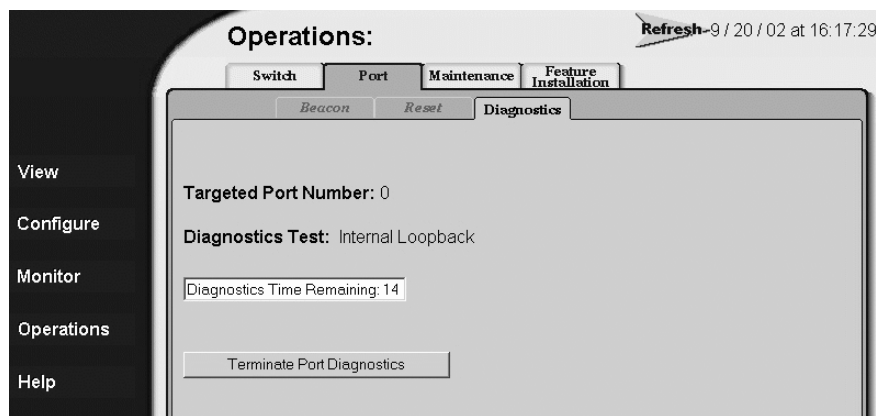 Operations:
Refresh-9 / 20 / 02 at 16:17:29
Switch Port Maintenance Feature Installation
Beacon Reset Diagnostics
View
Targeted Port Number: 0
Configure
Diagnostics Test: Internal Loopback
Monitor
Diagnostics Time Remaining: 14
Operations
Terminate Port Diagnostics
Help